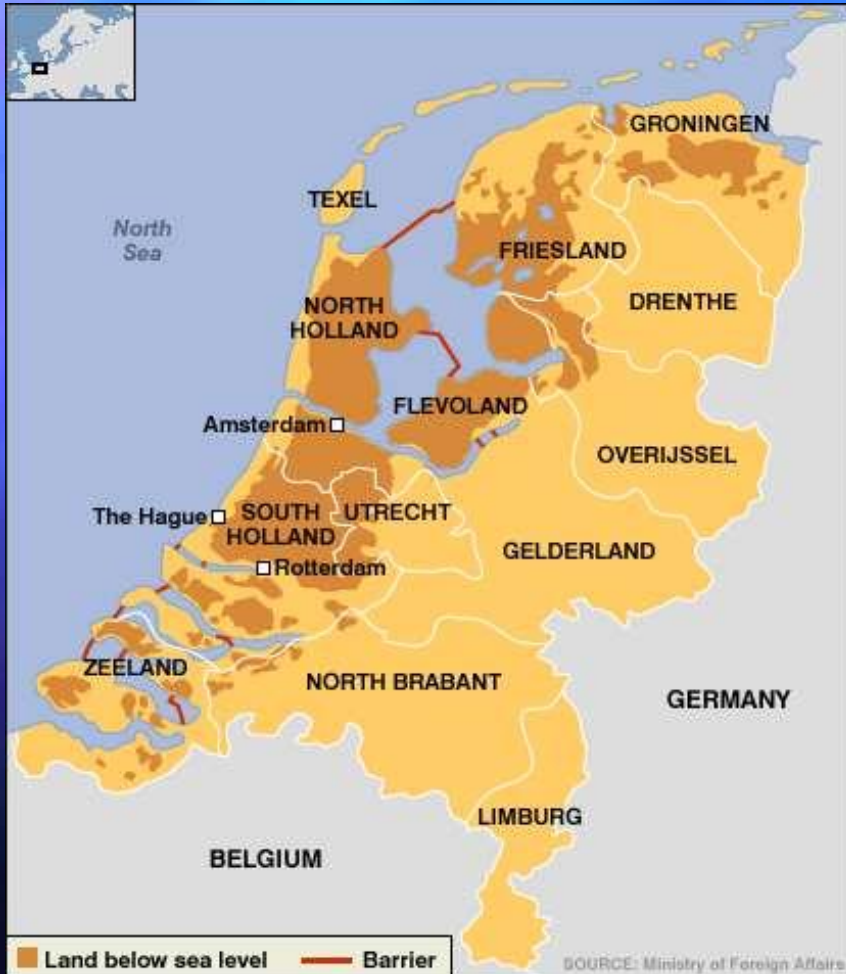 GRONINGEN
TEXEL
North
Sea
FRIESLAND
NORTH
HOLLAND
DRENTHE
FLEVOLAND
Amsterdam
OVERIJSSEL
The Hague
SOUTH
HOLLAND
UTRECHT
GELDERLAND
Rotterdam
ZEELAND
NORTH BRABANT
GERMANY
LIMBURG
BELGIUM
Land below sea level
Barrier
SOURCE: Ministry of Foreign Affairs